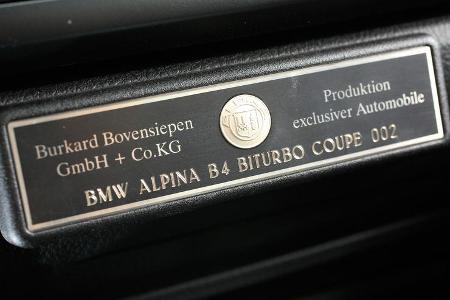 Burkard Bovensiepen
GmbH + Co.KG
Produktion
exclusiver Automobile
BMW ALPINA B4 BITURBO COUPE 002